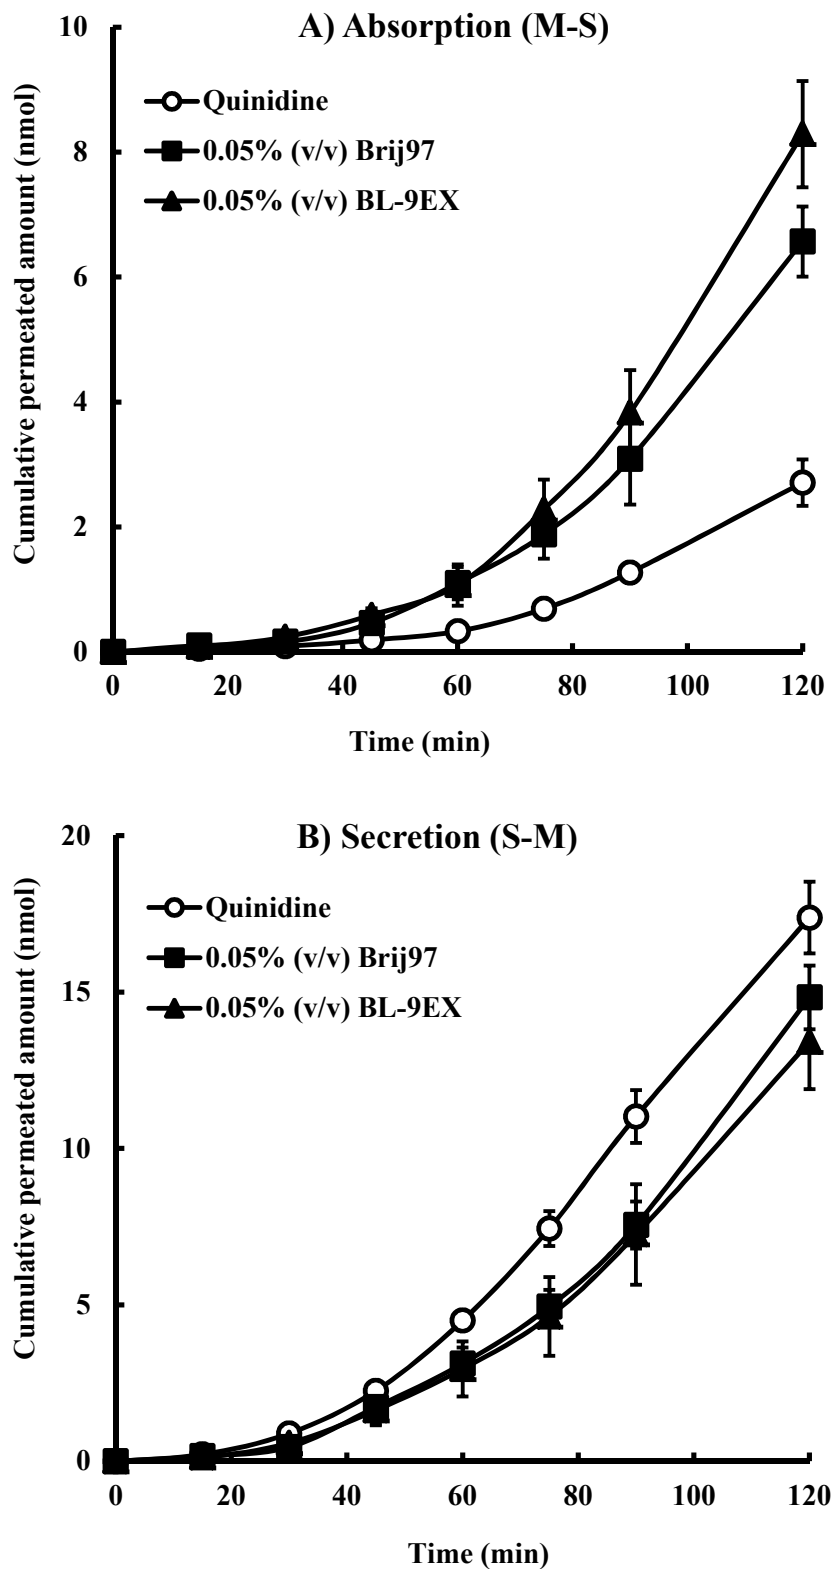 A) Absorption (M-S)
Quinidine
0.05% (v/v) Brij97
0.05% (v/v) BL-9EX
Cumulative permeated amount (nmol)
10
8
6
4
2
0
0 20 40 60 80 100 120
Time (min)
B) Secretion (S-M)
Quinidine
0.05% (v/v) Brij97
0.05% (v/v) BL-9EX
Cumulative permeated amount (nmol)
20
15
10
5
0
0 20 40 60 80 100 120
Time (min)